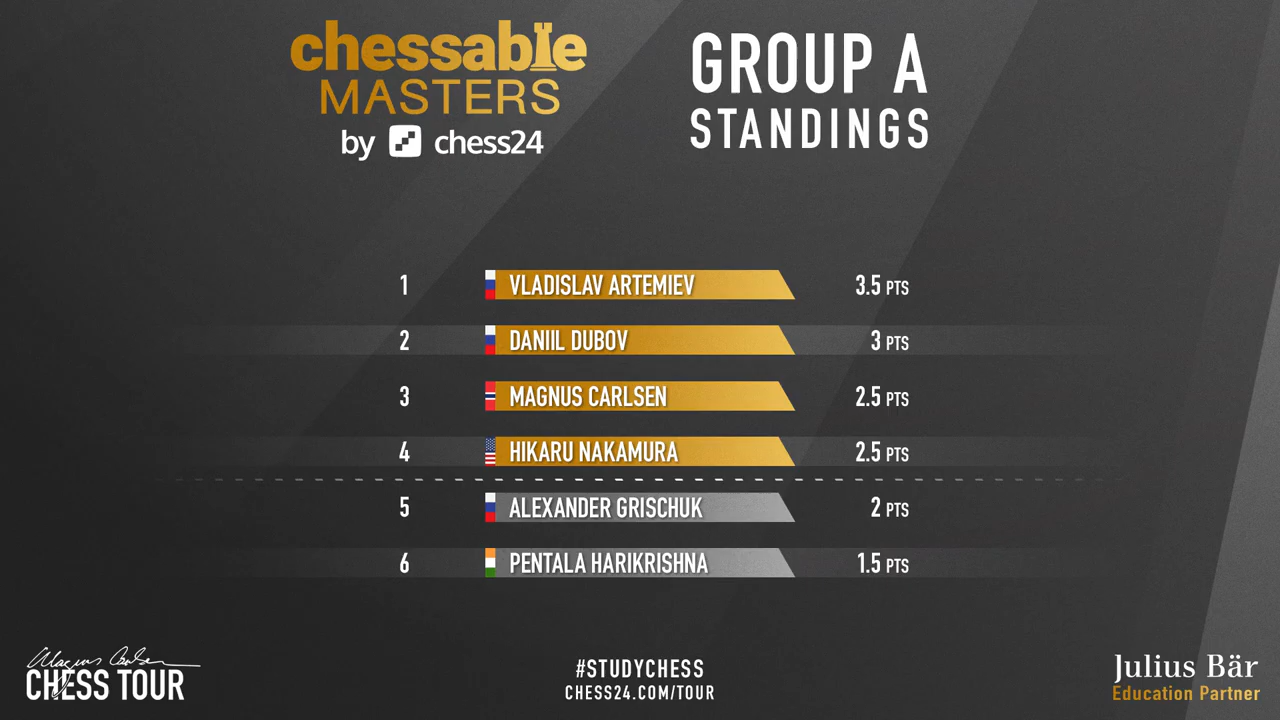 chessable
MASTERS
by chess24
GROUP A
STANDINGS
1 VLADISLAV ARTEMIEV 3.5 PTS
2 DANIIL DUBOV 3 PTS
3 MAGNUS CARLSEN 2.5 PTS
4 HIKARU NAKAMURA 2.5 PTS
5 ALEXANDER GRISCHUK 2 PTS
6 PENTALA HARIKRISHNA 1.5 PTS
Magnus Carlsen
CHESS TOUR
#STUDYCHESS
CHESS24.COM/TOUR
Julius Bär
Education Partner